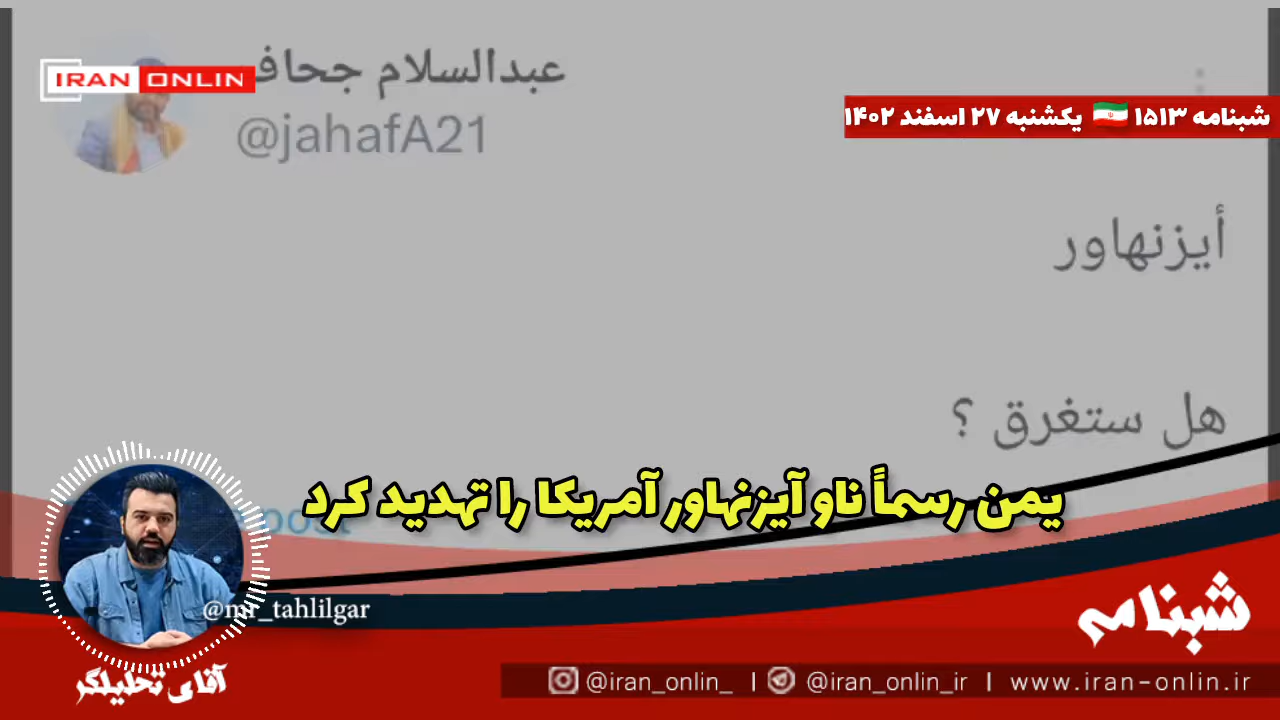 IRAN ONLIN
عبدالسلام جحاف
@jahafA21
شبنامه ۱۵۱۳ 🇮🇷 یکشنبه ۲۷ اسفند ۱۴۰۲
أيزنهاور
هل ستغرق ؟
یمن رسماً ناو آیزنهاور آمریکا را تهدید کرد
@mr_tahlilgar
آقای تحلیلگر
شبنامه
@iran_onlin_ | @iran_onlin_ir | www.iran-onlin.ir